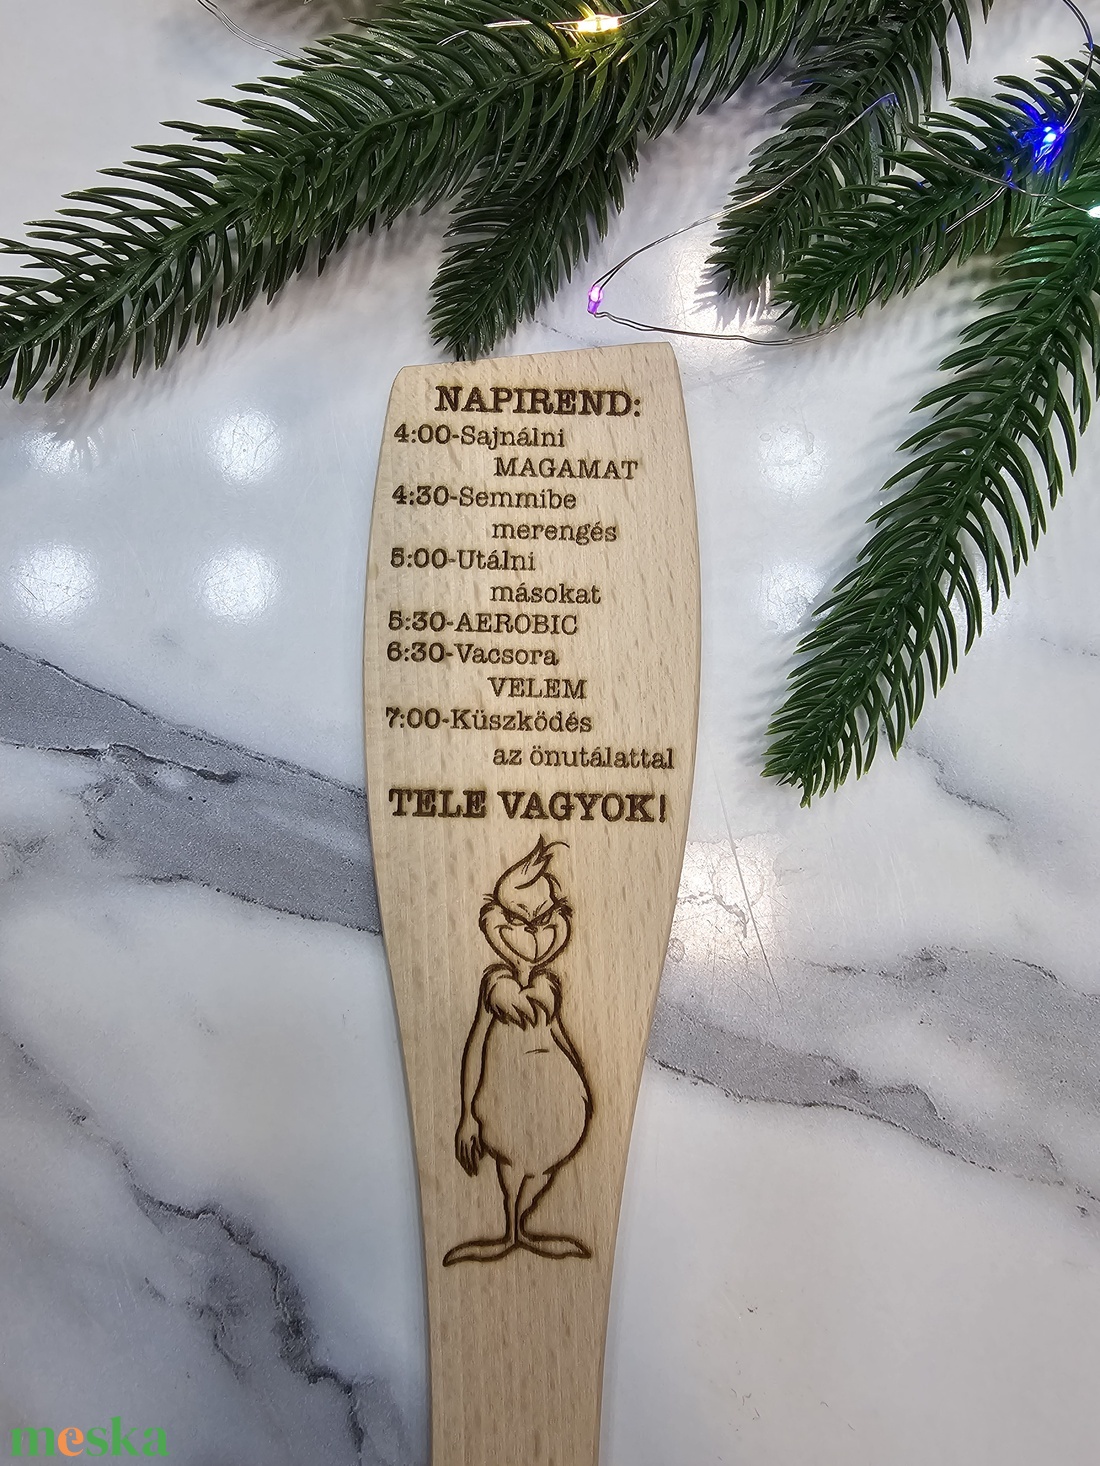 NAPIREND:
4:00-Sajnálni
MAGAMAT
4:30-Semmibe
merengés
5:00-Utálni
másokat
5:30-AEROBIC
6:30-Vacsora
VELEM
7:00-Küszködés
az önutálattal
TELE VAGYOK!
meska